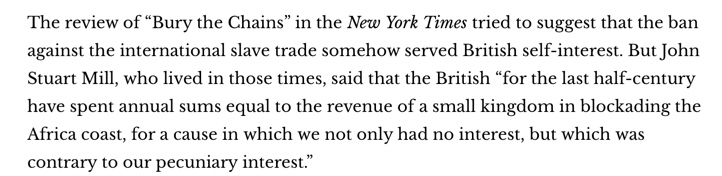 The review of “Bury the Chains” in the New York Times tried to suggest that the ban
against the international slave trade somehow served British self-interest. But John
Stuart Mill, who lived in those times, said that the British “for the last half-century
have spent annual sums equal to the revenue of a small kingdom in blockading the
Africa coast, for a cause in which we not only had no interest, but which was
contrary to our pecuniary interest.”